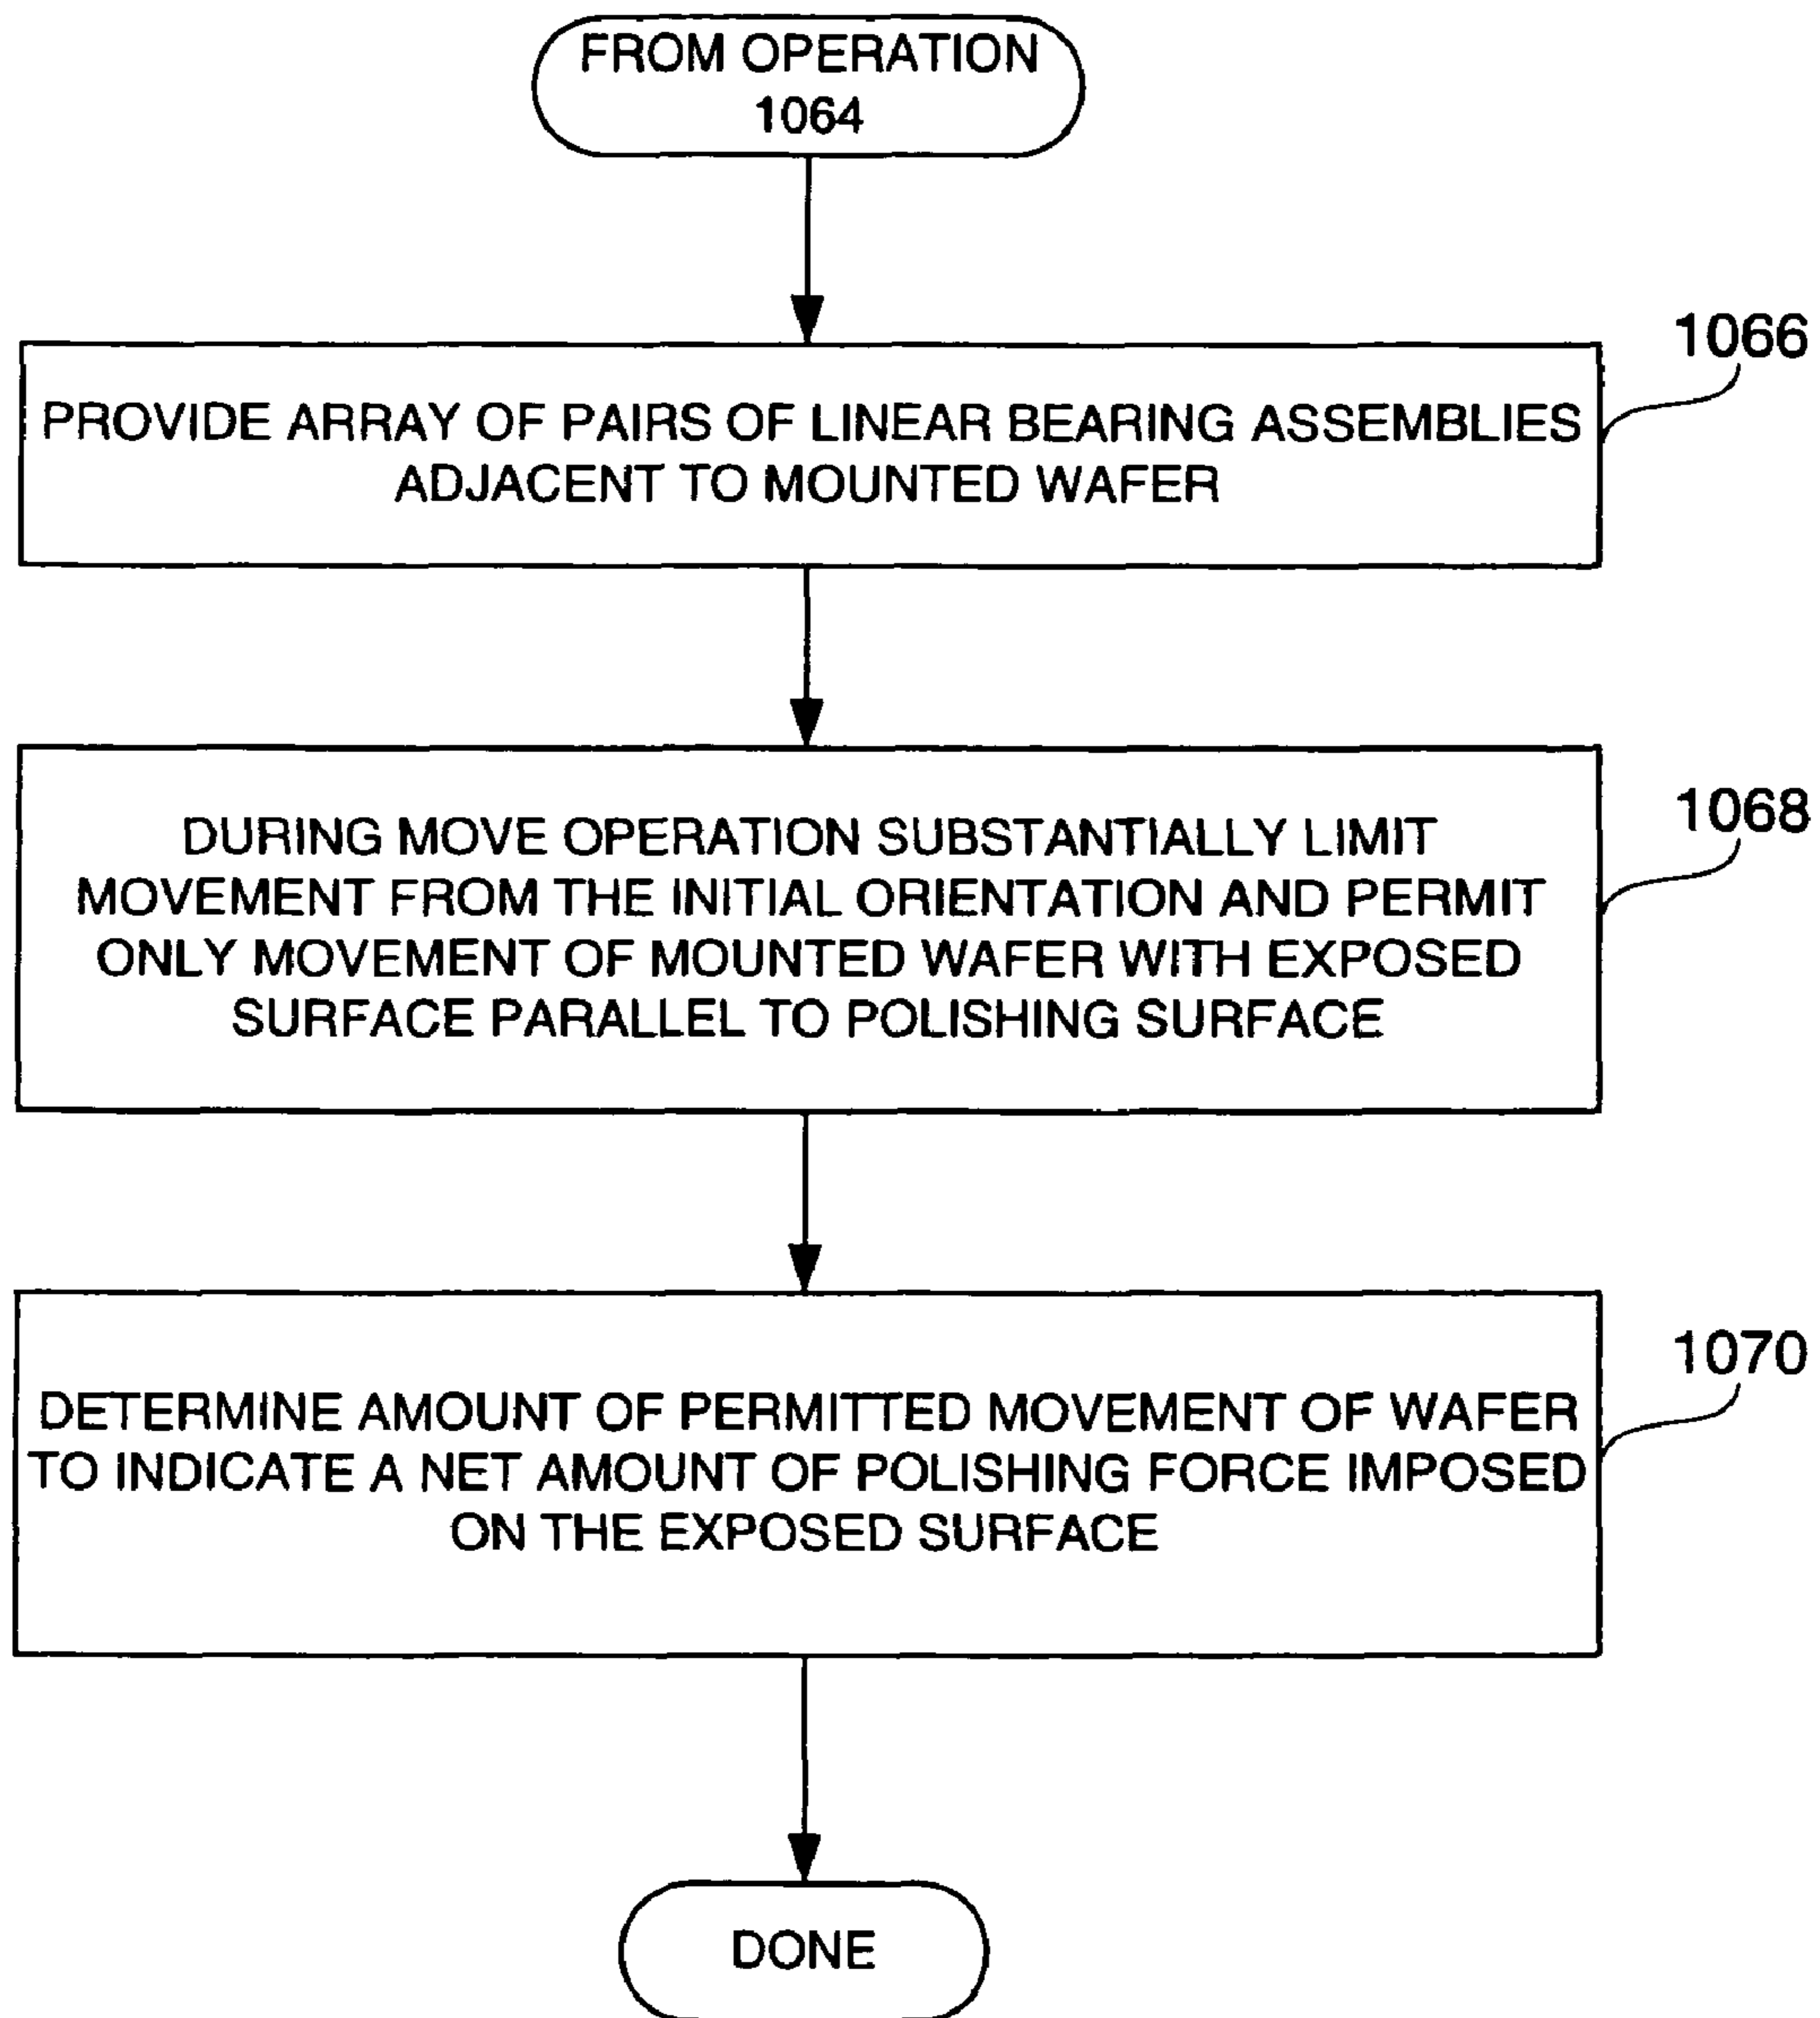 FROM OPERATION
1064
1066
PROVIDE ARRAY OF PAIRS OF LINEAR BEARING ASSEMBLIES
ADJACENT TO MOUNTED WAFER
1068
DURING MOVE OPERATION SUBSTANTIALLY LIMIT
MOVEMENT FROM THE INITIAL ORIENTATION AND PERMIT
ONLY MOVEMENT OF MOUNTED WAFER WITH EXPOSED
SURFACE PARALLEL TO POLISHING SURFACE
1070
DETERMINE AMOUNT OF PERMITTED MOVEMENT OF WAFER
TO INDICATE A NET AMOUNT OF POLISHING FORCE IMPOSED
ON THE EXPOSED SURFACE
DONE